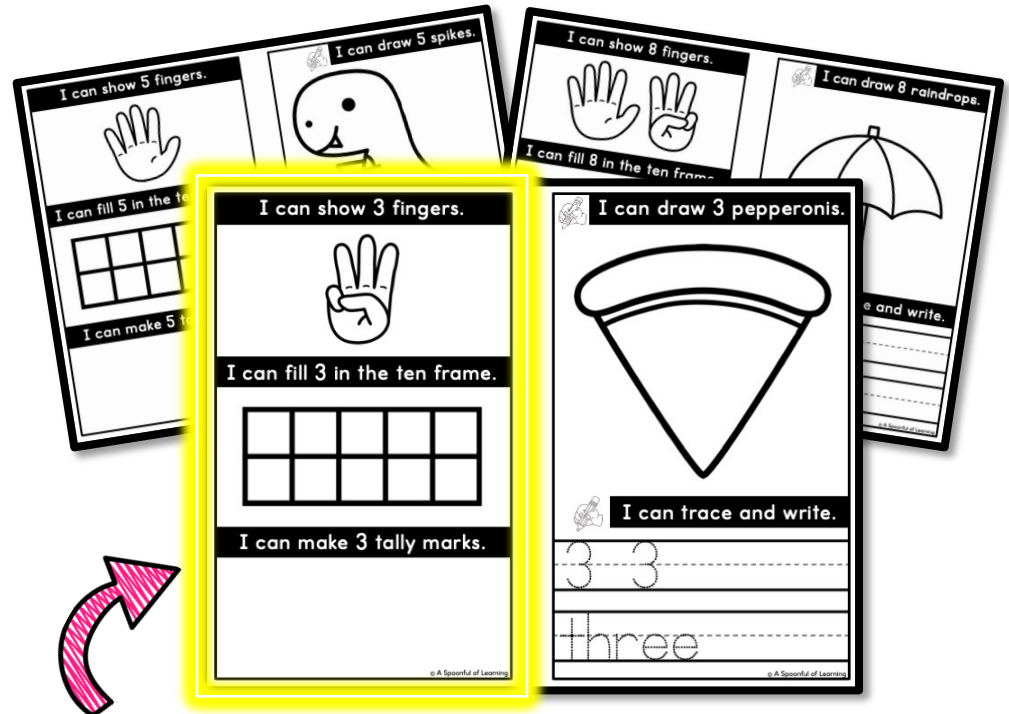 I can show 5 fingers.
I can draw 5 spikes.
I can fill 5 in the
I can make 5
I can show 8 fingers.
I can draw 8 raindrops.
I can fill 8 in the ten
and write.
© A Spoonful of Learning
I can show 3 fingers.
I can fill 3 in the ten frame.
I can make 3 tally marks.
© A Spoonful of Learning
I can draw 3 pepperonis.
I can trace and write.
3 3
three
© A Spoonful of Learning